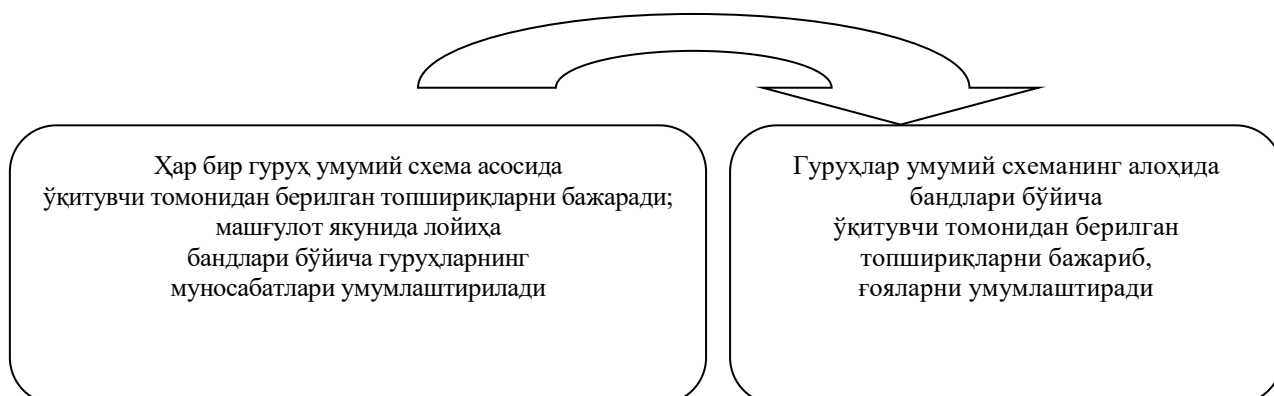 Ҳар бир гуруҳ умумий схема асосида
ўқитувчи томонидан берилган топшириқларни бажаради;
машғулот якунида лойиҳа
бандлари бўйича гуруҳларнинг
муносабатлари умумлаштирилади
Гуруҳлар умумий схеманинг алоҳида
бандлари бўйича
ўқитувчи томонидан берилган
топшириқларни бажариб,
ғояларни умумлаштиради